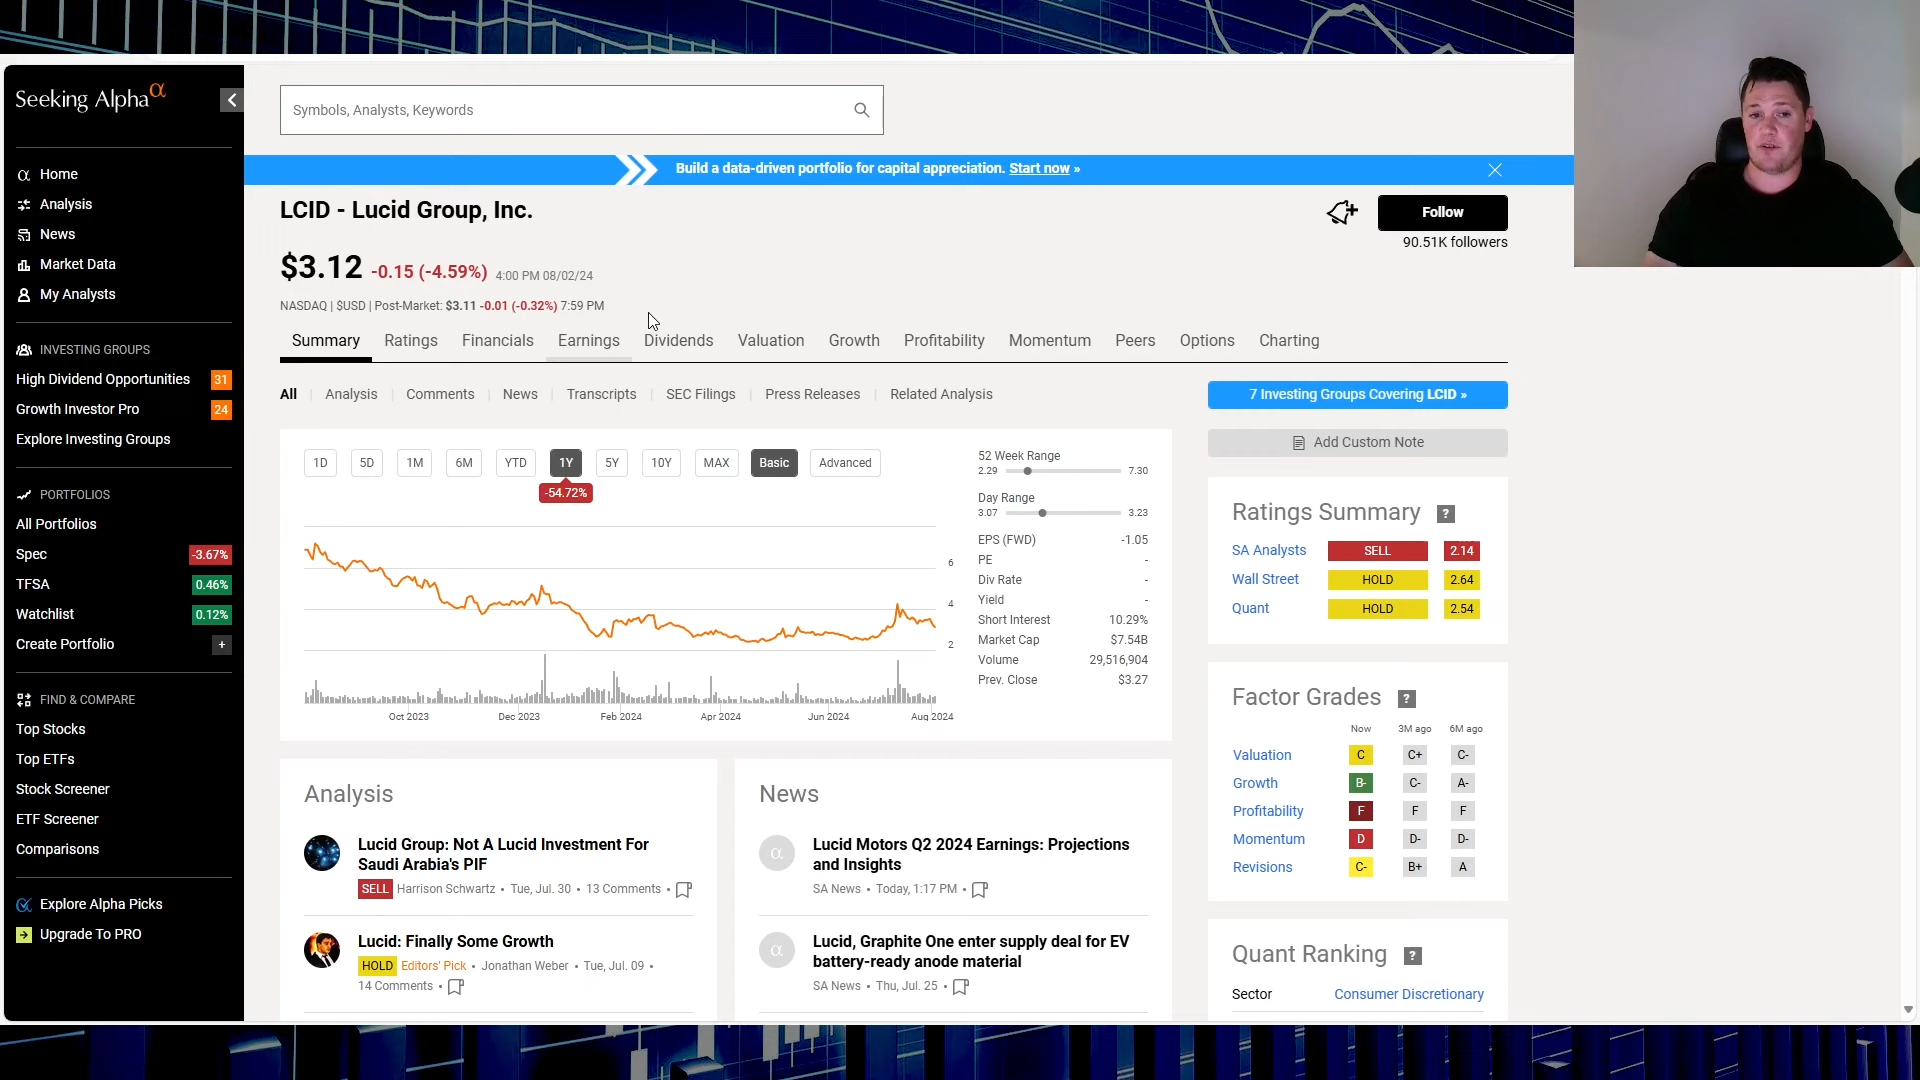 Seeking Alpha α
Home
Analysis
News
Market Data
My Analysts
INVESTING GROUPS
High Dividend Opportunities 31
Growth Investor Pro 24
Explore Investing Groups
PORTFOLIOS
All Portfolios
Spec -3.67%
TFSA 0.46%
Watchlist 0.12%
Create Portfolio +
FIND & COMPARE
Top Stocks
Top ETFs
Stock Screener
ETF Screener
Comparisons
Explore Alpha Picks
Upgrade To PRO
Symbols, Analysts, Keywords
Build a data-driven portfolio for capital appreciation. Start now »
LCID - Lucid Group, Inc.
Follow
90.51K followers
$3.12 -0.15 (-4.59%) 4:00 PM 08/02/24
NASDAQ | $USD | Post-Market: $3.11 -0.01 (-0.32%) 7:59 PM
Summary Ratings Financials Earnings Dividends Valuation Growth Profitability Momentum Peers Options Charting
All | Analysis | Comments | News | Transcripts | SEC Filings | Press Releases | Related Analysis
1D 5D 1M 6M YTD 1Y 5Y 10Y MAX Basic Advanced
-54.72%
6
4
2
Oct 2023 Dec 2023 Feb 2024 Apr 2024 Jun 2024 Aug 2024
52 Week Range
2.29 7.30
Day Range
3.07 3.23
EPS (FWD) -1.05
PE -
Div Rate -
Yield -
Short Interest 10.29%
Market Cap $7.54B
Volume 29,516,904
Prev. Close $3.27
Analysis
Lucid Group: Not A Lucid Investment For
Saudi Arabia's PIF
SELL Harrison Schwartz • Tue, Jul. 30 • 13 Comments •
Lucid: Finally Some Growth
HOLD Editors' Pick • Jonathan Weber • Tue, Jul. 09 •
14 Comments •
News
Lucid Motors Q2 2024 Earnings: Projections
and Insights
SA News • Today, 1:17 PM •
Lucid, Graphite One enter supply deal for EV
battery-ready anode material
SA News • Thu, Jul. 25 •
7 Investing Groups Covering LCID »
Add Custom Note
Ratings Summary ?
SA Analysts SELL 2.14
Wall Street HOLD 2.64
Quant HOLD 2.54
Factor Grades ?
Now 3M ago 6M ago
Valuation C C+ C-
Growth B- C- A-
Profitability F F F
Momentum D D- D-
Revisions C- B+ A
Quant Ranking ?
Sector Consumer Discretionary